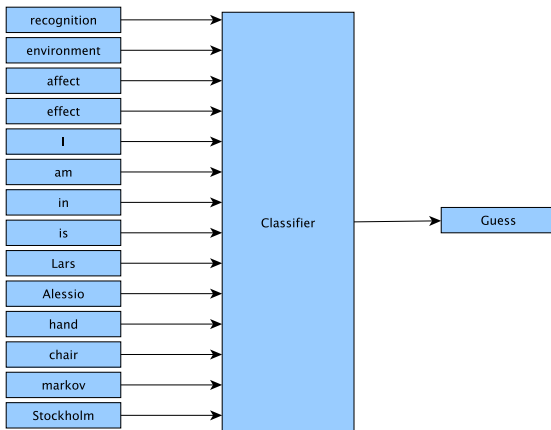 recognition
environment
affect
effect
I
am
in
is
Lars
Alessio
hand
chair
markov
Stockholm
Classifier
Guess